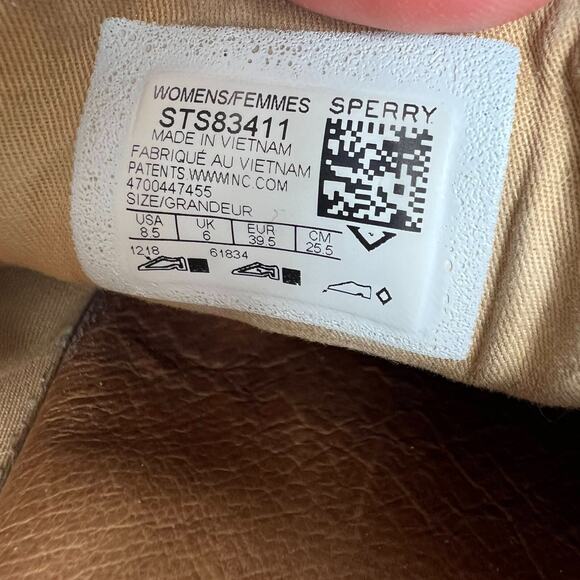 WOMENS/FEMMES
SPERRY
STS83411
MADE IN VIETNAM
FABRIQUÉ AU VIETNAM
PATENTS WWWWNC.COM
4700447455
SIZE/GRANDEUR
USA UK EUR CM
8.5 6 39.5 25.5
1218 61834